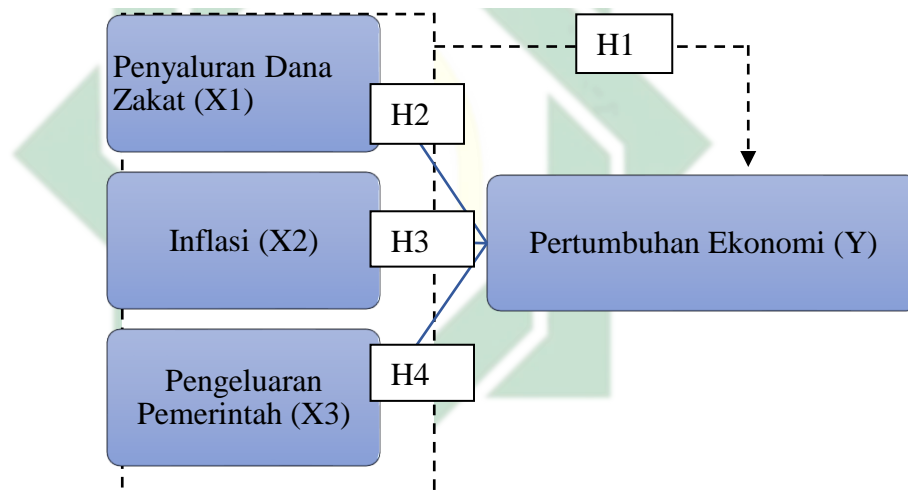 H1
Penyaluran Dana
Zakat (X1)
H2
Inflasi (X2)
H3
Pertumbuhan Ekonomi (Y)
Pengeluaran
Pemerintah (X3)
H4